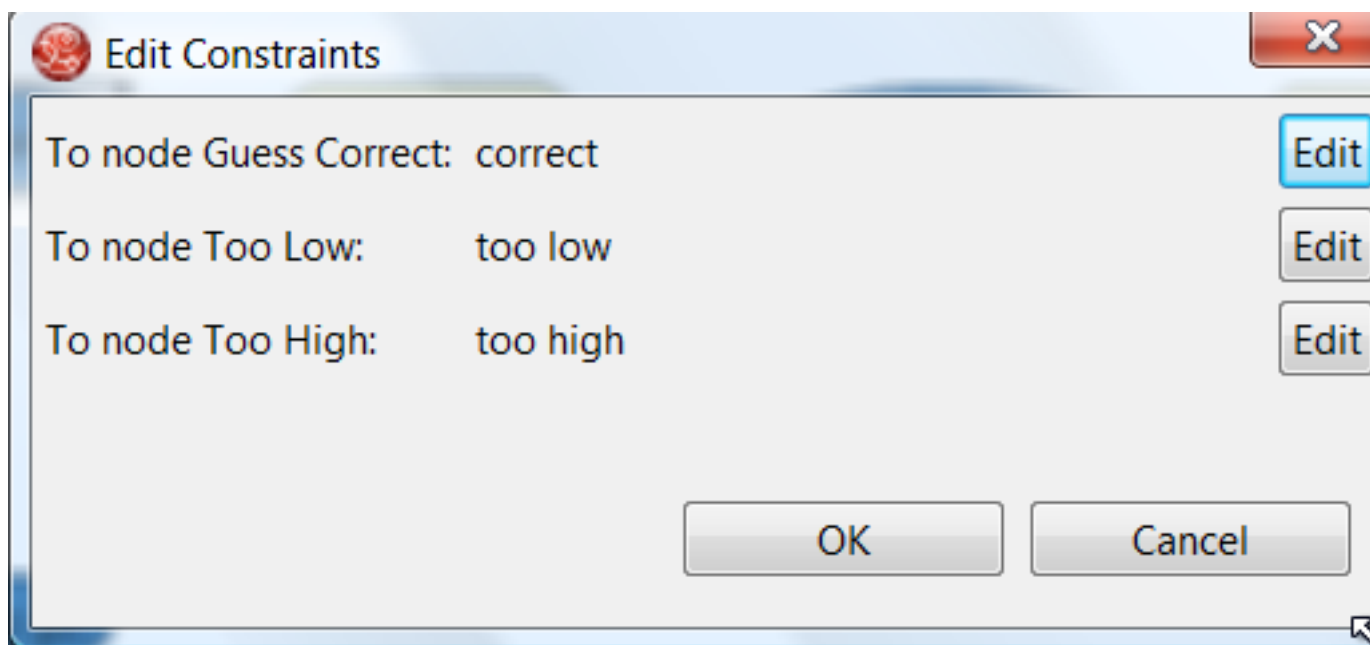 Edit Constraints
To node Guess Correct: correct Edit
To node Too Low: too low Edit
To node Too High: too high Edit
OK Cancel